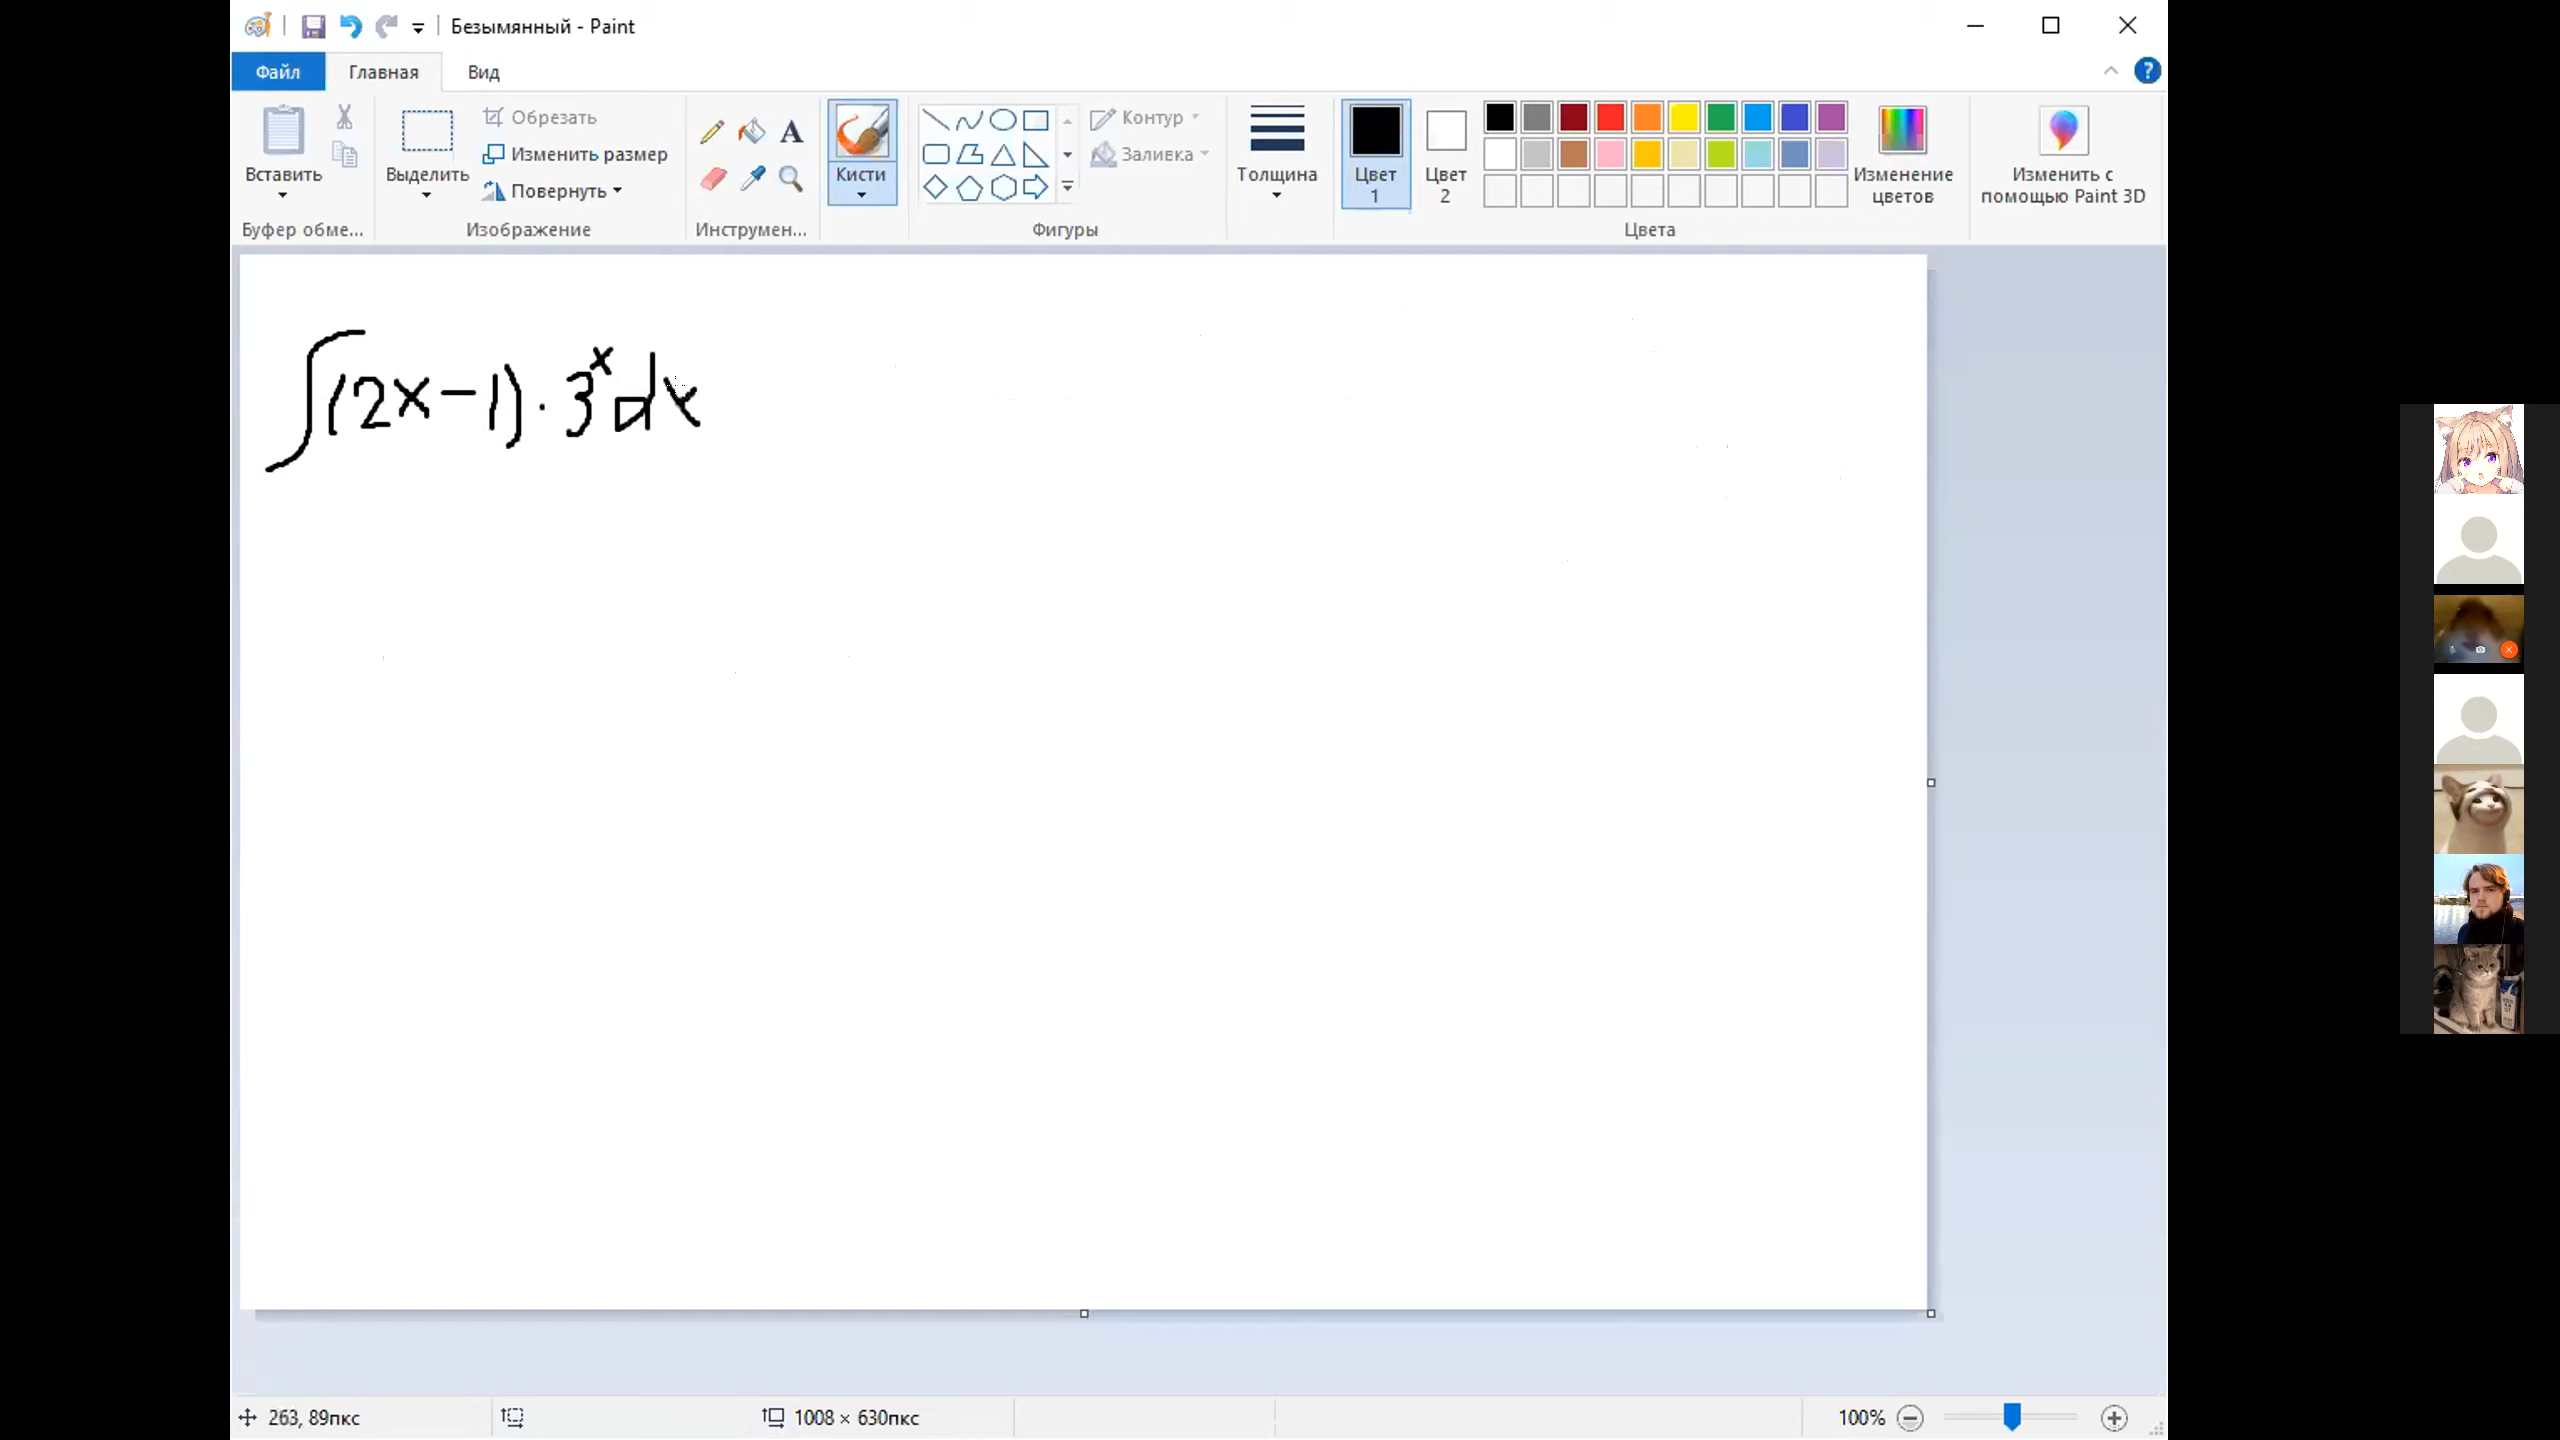 Безымянный - Paint
Файл Главная Вид
Вставить
Выделить
Обрезать
Изменить размер
Повернуть
Кисти
Контур
Заливка
Толщина
Цвет 1
Цвет 2
Изменение цветов
Изменить с помощью Paint 3D
Буфер обме... Изображение Инструмен... Фигуры Цвета
∫(2x-1)·3ˣdx
263, 89пкс 1008 × 630пкс 100%